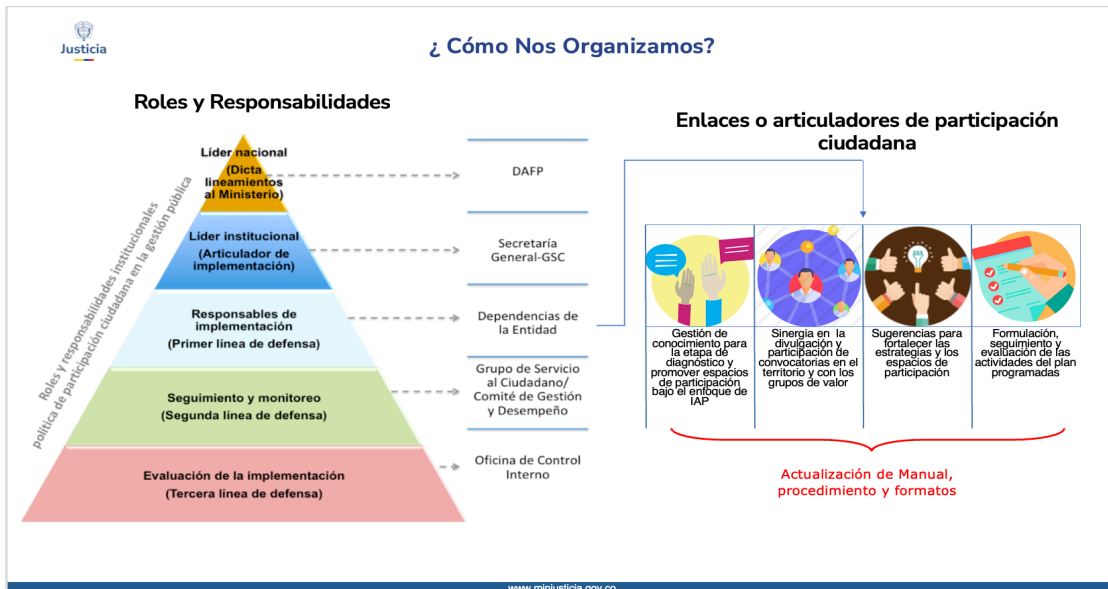 Justicia
¿ Cómo Nos Organizamos?
Roles y Responsabilidades
Roles y responsabilidades institucionales
política de participación ciudadana en la gestión pública
Líder nacional
(Dicta
lineamientos
al Ministerio)
DAFP
Líder institucional
(Articulador de
implementación)
Secretaría
General-GSC
Responsables de
implementación
(Primer línea de defensa)
Dependencias de
la Entidad
Seguimiento y monitoreo
(Segunda línea de defensa)
Grupo de Servicio
al Ciudadano/
Comité de Gestión
y Desempeño
Evaluación de la implementación
(Tercera línea de defensa)
Oficina de Control
Interno
Enlaces o articuladores de participación
ciudadana
Gestión de
conocimiento para
la etapa de
diagnóstico y
promover espacios
de participación
bajo el enfoque de
IAP
Sinergia en la
divulgación y
participación de
convocatorias en el
territorio y con los
grupos de valor
Sugerencias para
fortalecer las
estrategias y los
espacios de
participación
Formulación,
seguimiento y
evaluación de las
actividades del plan
programadas
Actualización de Manual,
procedimiento y formatos
www.minjusticia.gov.co